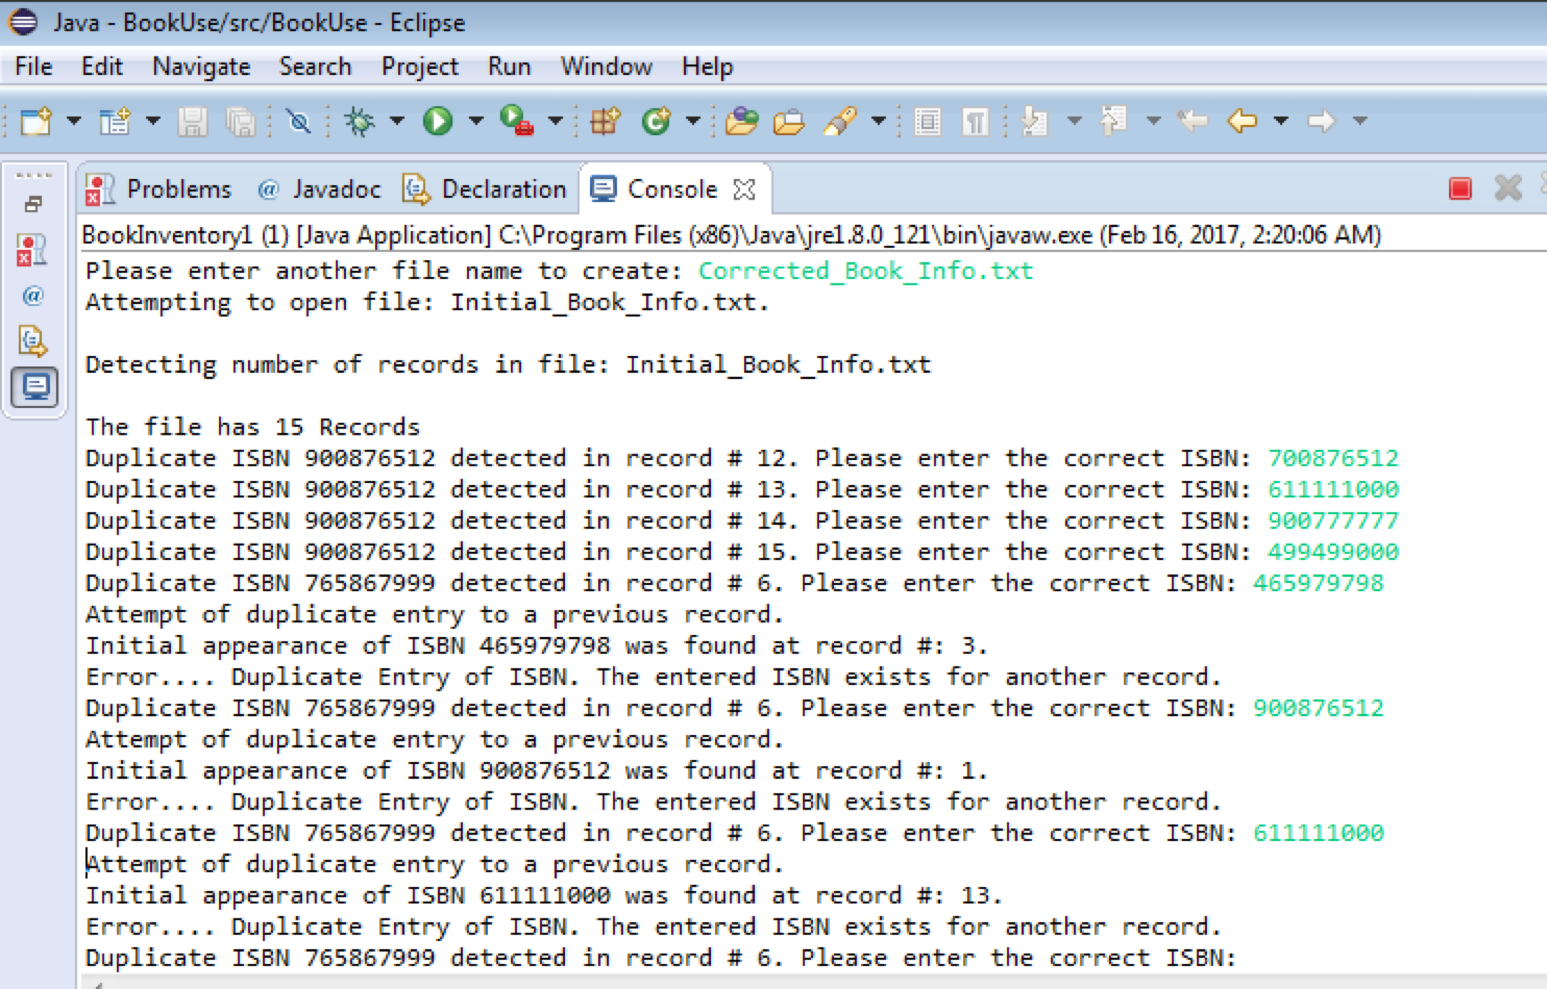 Java - BookUse/src/BookUse - Eclipse
File Edit Navigate Search Project Run Window Help
Problems @ Javadoc Declaration Console
BookInventory1 (1) [Java Application] C:\Program Files (x86)\Java\jre1.8.0_121\bin\javaw.exe (Feb 16, 2017, 2:20:06 AM)
Please enter another file name to create: Corrected_Book_Info.txt
Attempting to open file: Initial_Book_Info.txt.
Detecting number of records in file: Initial_Book_Info.txt
The file has 15 Records
Duplicate ISBN 900876512 detected in record # 12. Please enter the correct ISBN: 700876512
Duplicate ISBN 900876512 detected in record # 13. Please enter the correct ISBN: 611111000
Duplicate ISBN 900876512 detected in record # 14. Please enter the correct ISBN: 900777777
Duplicate ISBN 900876512 detected in record # 15. Please enter the correct ISBN: 499499000
Duplicate ISBN 765867999 detected in record # 6. Please enter the correct ISBN: 465979798
Attempt of duplicate entry to a previous record.
Initial appearance of ISBN 465979798 was found at record #: 3.
Error.... Duplicate Entry of ISBN. The entered ISBN exists for another record.
Duplicate ISBN 765867999 detected in record # 6. Please enter the correct ISBN: 900876512
Attempt of duplicate entry to a previous record.
Initial appearance of ISBN 900876512 was found at record #: 1.
Error.... Duplicate Entry of ISBN. The entered ISBN exists for another record.
Duplicate ISBN 765867999 detected in record # 6. Please enter the correct ISBN: 611111000
Attempt of duplicate entry to a previous record.
Initial appearance of ISBN 611111000 was found at record #: 13.
Error.... Duplicate Entry of ISBN. The entered ISBN exists for another record.
Duplicate ISBN 765867999 detected in record # 6. Please enter the correct ISBN: